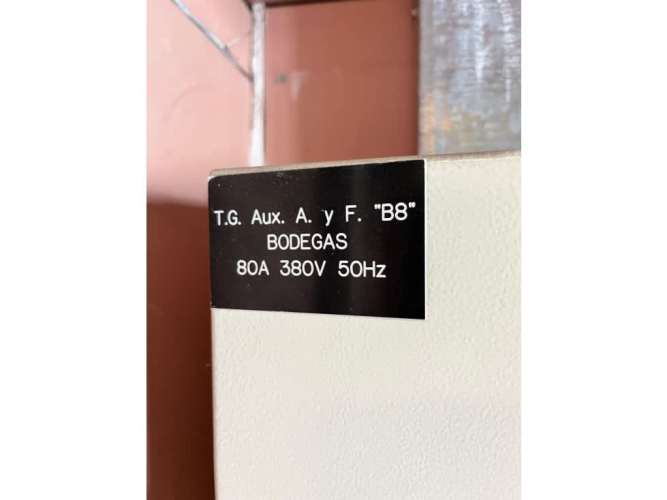 T.G. Aux. A. y F. "B8"
BODEGAS
80A 380V 50Hz